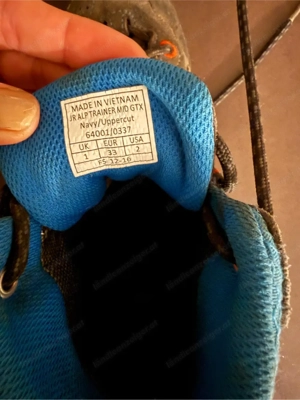 MADE IN VIETNAM
JR ALP TRAINER MID GTX
Navy/Uppercut
64001/0337
UK EUR USA
1 33 2
FS-12-16